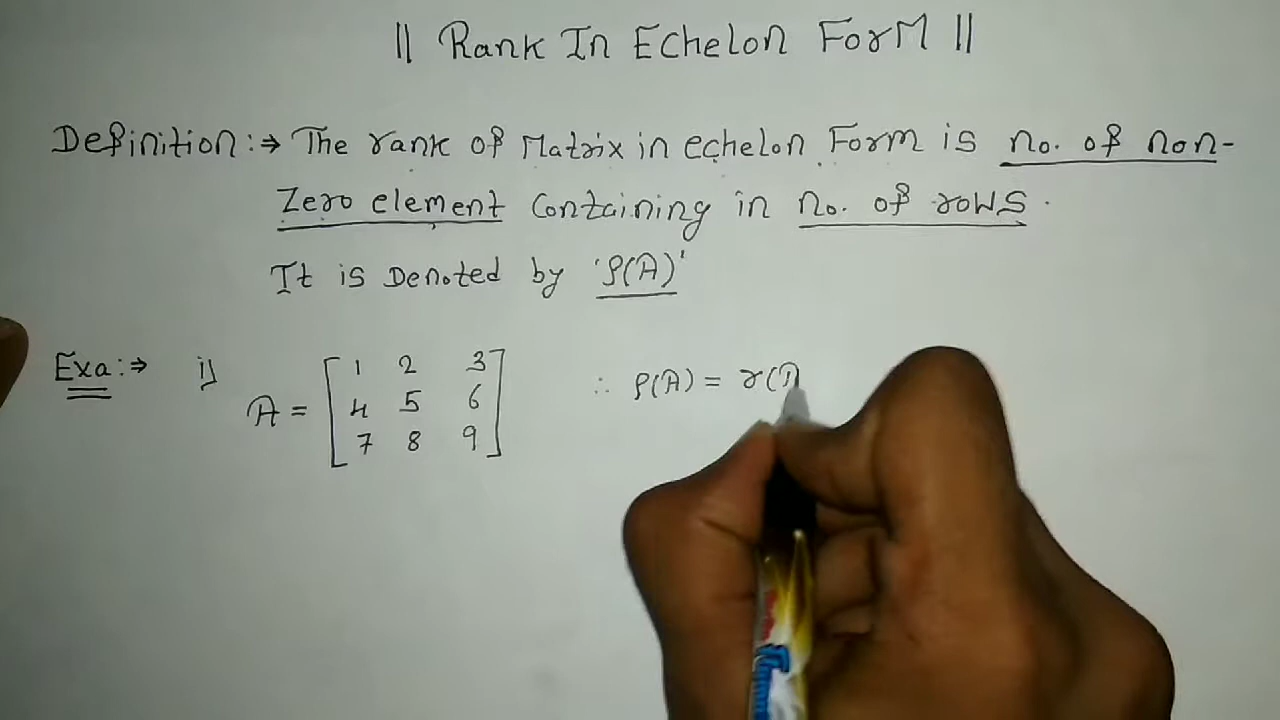 || Rank In Echelon Form ||
Definition:⇒ The rank of Matrix in echelon Form is no. of non-
Zero element containing in no. of rows.
It is Denoted by 'ρ(A)'
Exa:⇒ i)
A = [1 2 3
4 5 6
7 8 9]
∴ ρ(A) = r(A